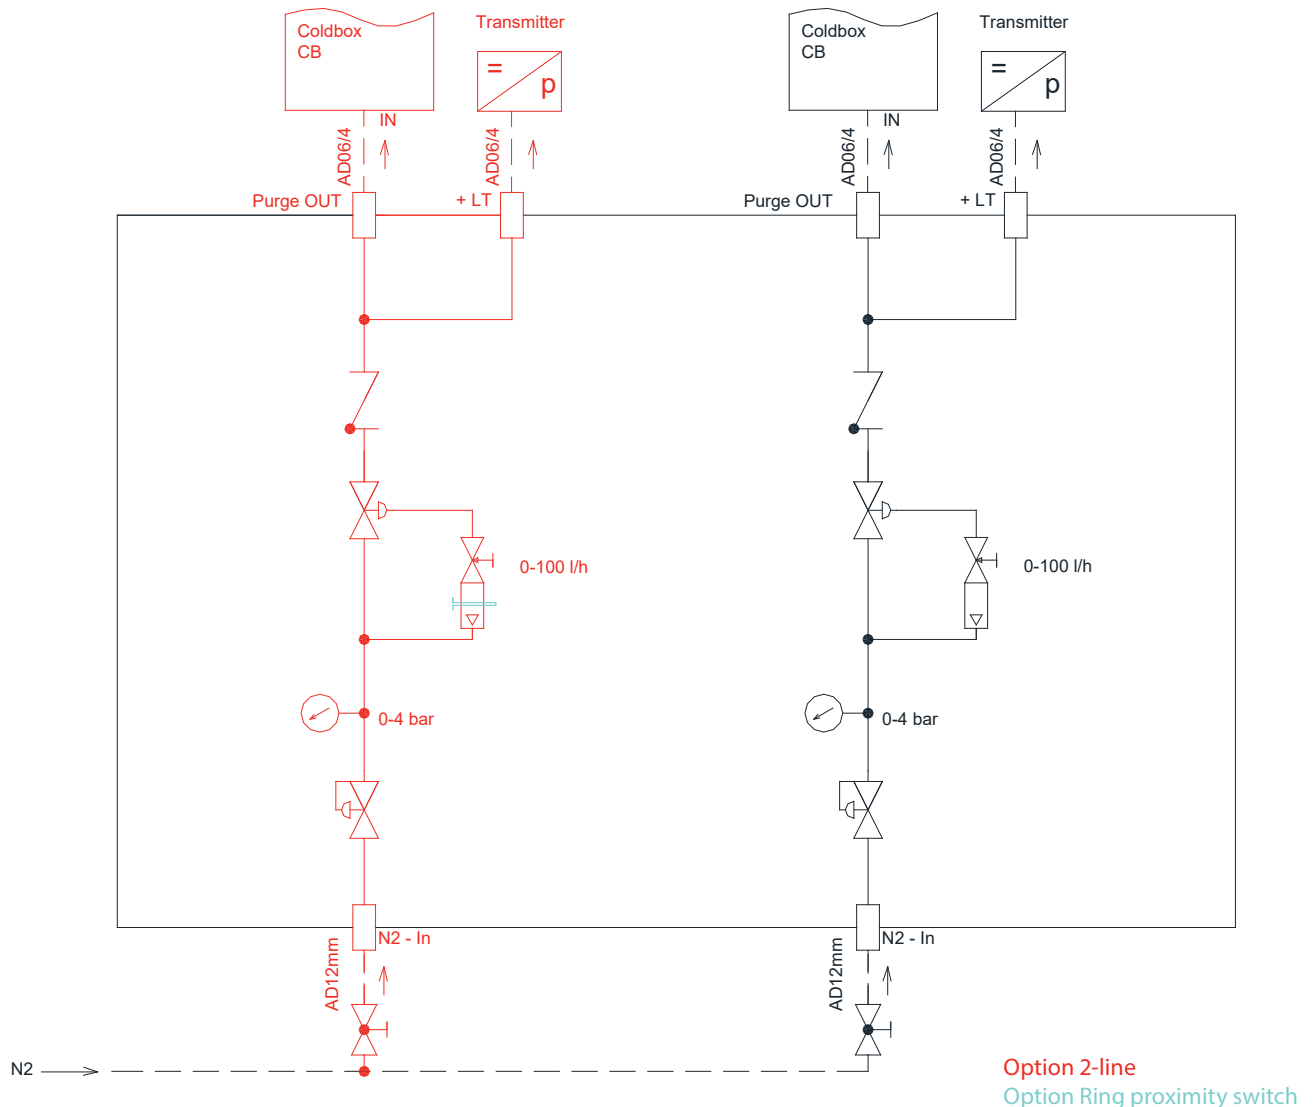 Coldbox
CB
Transmitter
=
p
Coldbox
CB
Transmitter
=
p
IN
AD06/4
AD06/4
IN
AD06/4
AD06/4
Purge OUT
+ LT
Purge OUT
+ LT
0-100 l/h
0-100 l/h
0-4 bar
0-4 bar
N2 - In
AD12mm
N2 - In
AD12mm
N2
Option 2-line
Option Ring proximity switch